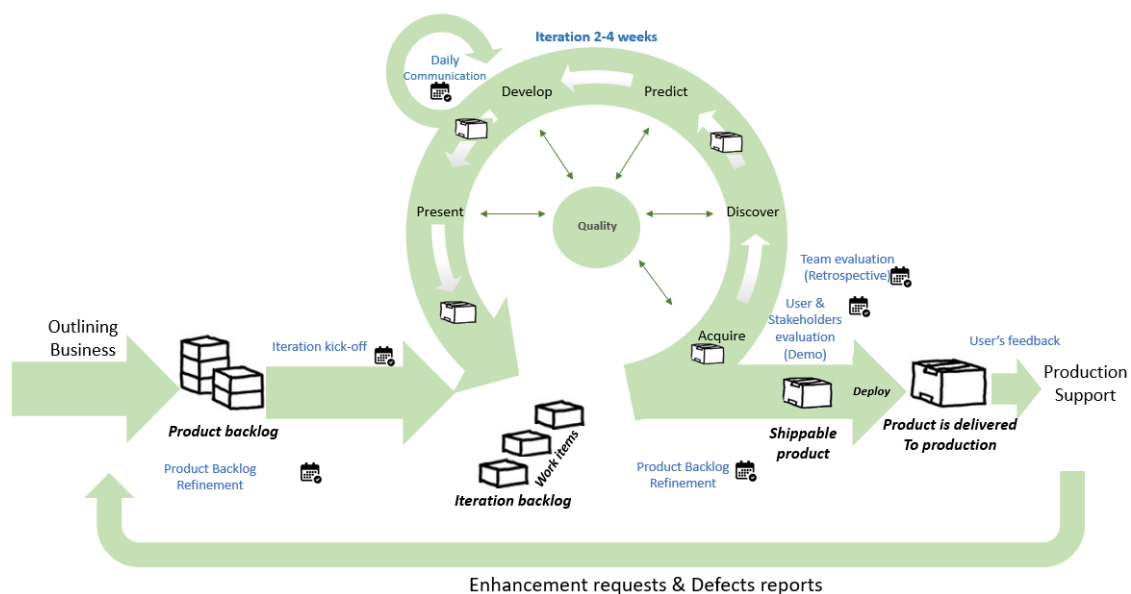 Iteration 2-4 weeks
Daily
Communication
Develop
Predict
Present
Quality
Discover
Team evaluation
(Retrospective)
User &
Stakeholders
evaluation
(Demo)
Acquire
Outlining
Business
Iteration kick-off
User's feedback
Production
Support
Deploy
Product backlog
Shippable
product
Product is delivered
To production
Work items
Product Backlog
Refinement
Iteration backlog
Product Backlog
Refinement
Enhancement requests & Defects reports